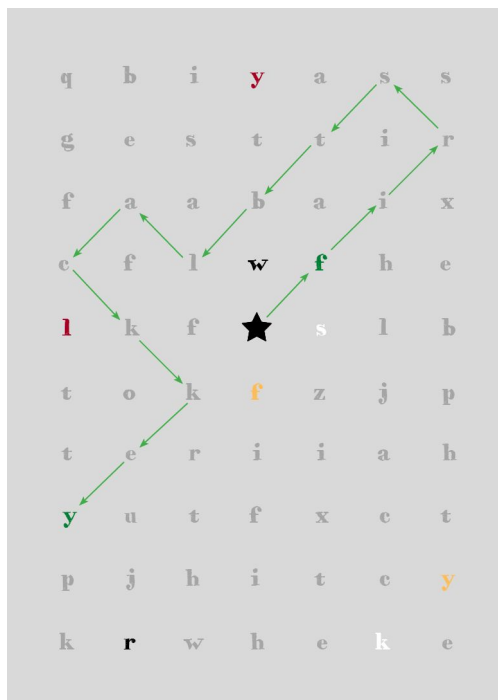 q b i y a s s
g e s t t i r
f a a b a i x
c f l w f h e
l k f s l b
t o k f z j p
t e r i i a h
y u t f x c t
p j h i t c y
k r w h e k e